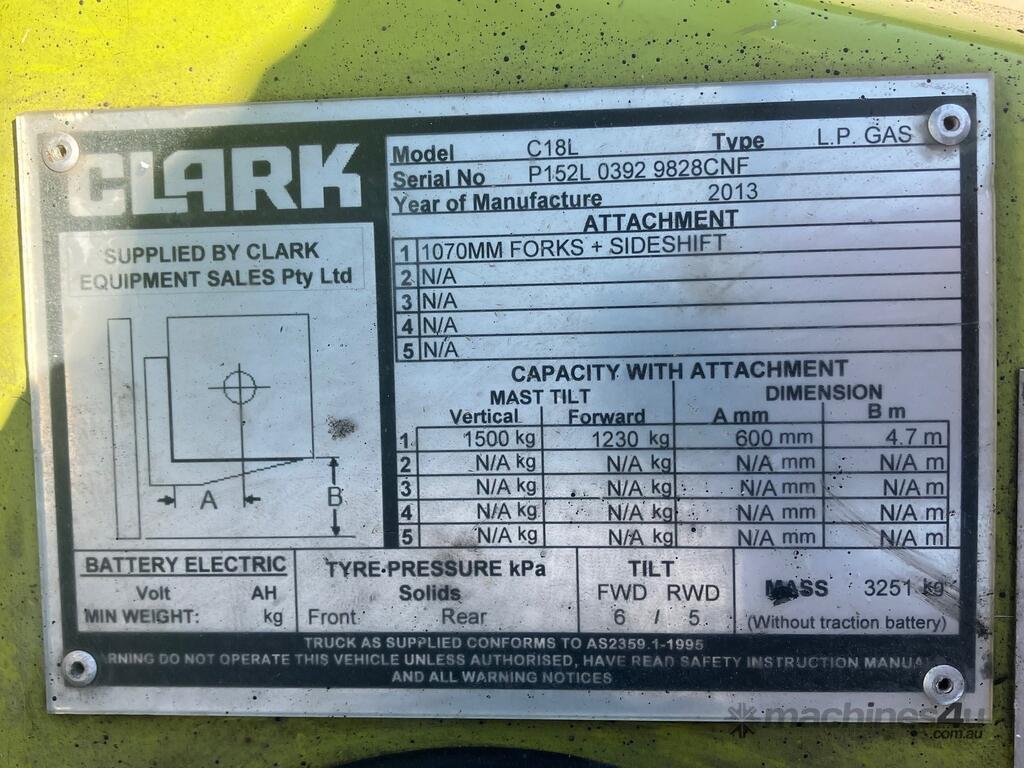 CLARK
SUPPLIED BY CLARK
EQUIPMENT SALES Pty Ltd
A
B
Model C18L Type L.P. GAS
Serial No P152L 0392 9828CNF
Year of Manufacture 2013
ATTACHMENT
1 1070MM FORKS + SIDESHIFT
2 N/A
3 N/A
4 N/A
5 N/A
CAPACITY WITH ATTACHMENT
MAST TILT DIMENSION
Vertical Forward A mm B m
1 1500 kg 1230 kg 600 mm 4.7 m
2 N/A kg N/A kg N/A mm N/A m
3 N/A kg N/A kg N/A mm N/A m
4 N/A kg N/A kg N/A mm N/A m
5 N/A kg N/A kg N/A mm N/A m
BATTERY ELECTRIC
Volt AH
MIN WEIGHT: kg
TYRE-PRESSURE kPa
Solids
Front Rear
TILT
FWD RWD
6 / 5
MASS 3251 kg
(Without traction battery)
TRUCK AS SUPPLIED CONFORMS TO AS2359.1-1995
ARNING DO NOT OPERATE THIS VEHICLE UNLESS AUTHORISED, HAVE READ SAFETY INSTRUCTION MANUAL
AND ALL WARNING NOTICES
machines4u
.com.au